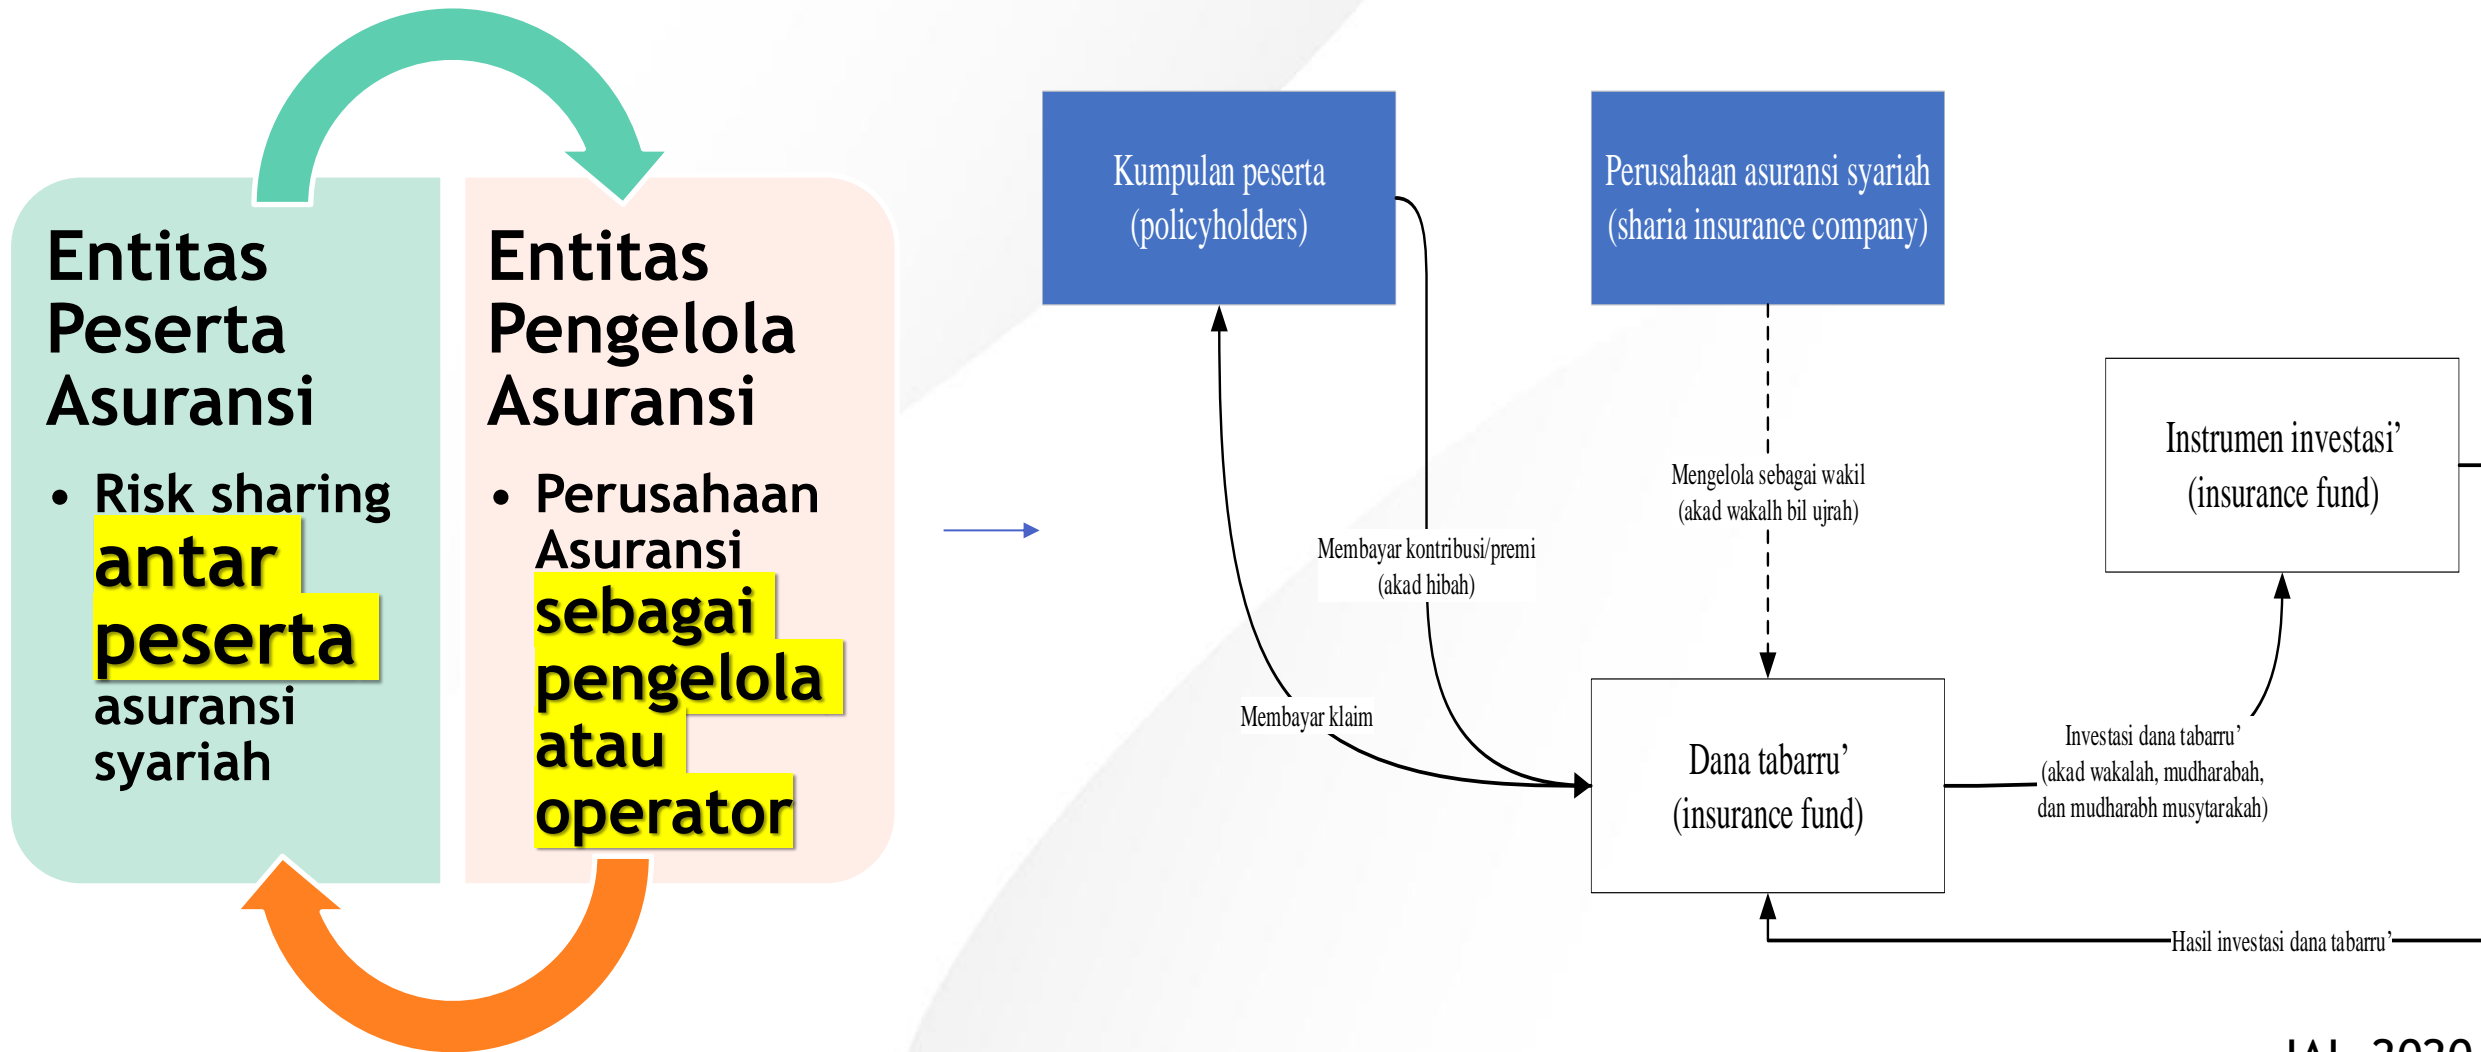 Entitas
Peserta
Asuransi
• Risk sharing
antar
peserta
asuransi
syariah
Entitas
Pengelola
Asuransi
• Perusahaan
Asuransi
sebagai
pengelola
atau
operator
Kumpulan peserta
(policyholders)
Perusahaan asuransi syariah
(sharia insurance company)
Mengelola sebagai wakil
(akad wakalh bil ujrah)
Instrumen investasi’
(insurance fund)
Membayar kontribusi/premi
(akad hibah)
Membayar klaim
Dana tabarru’
(insurance fund)
Investasi dana tabarru’
(akad wakalah, mudharabah,
dan mudharabh musytarakah)
Hasil investasi dana tabarru’